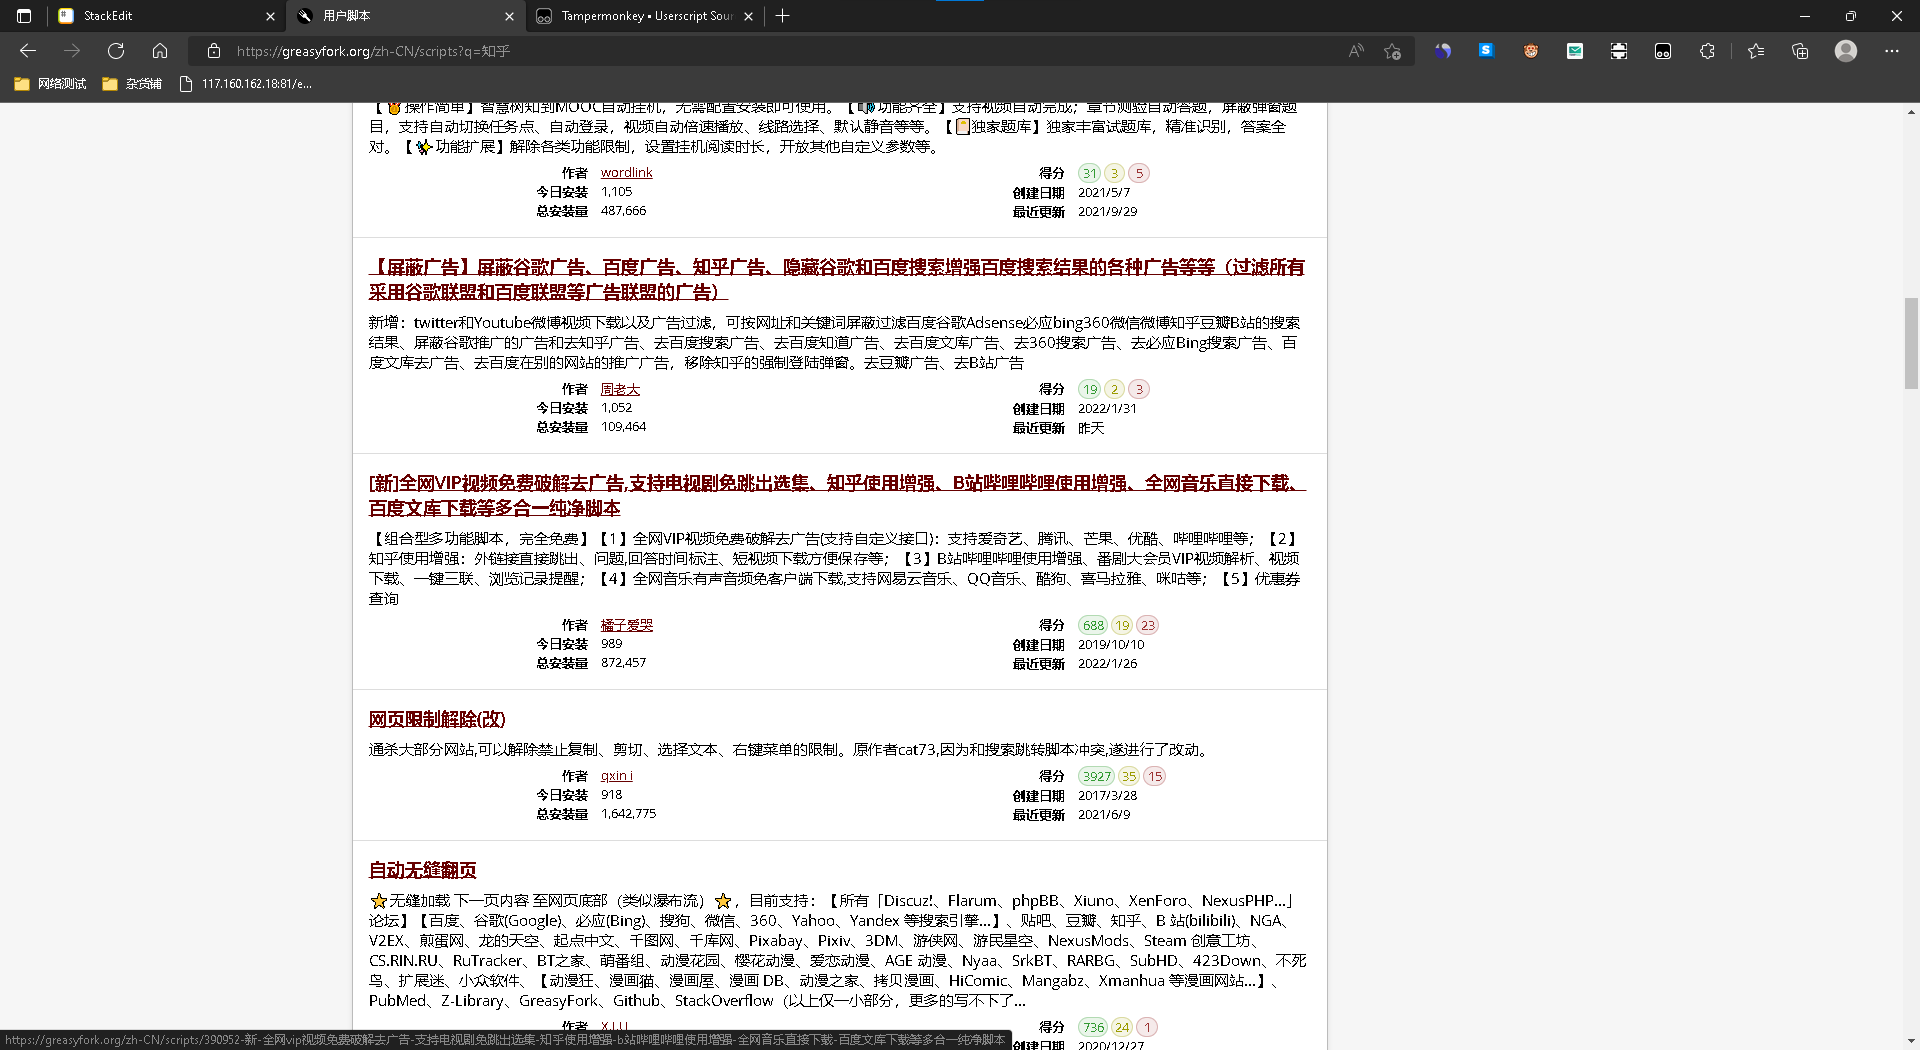 StackEdit
用户脚本
Tampermonkey • Userscript Sour
https://greasyfork.org/zh-CN/scripts?q=知乎
网络测试
杂货铺
117.160.162.18:81/e...
【🐻操作简单】智慧树知到MOOC自动挂机，无需配置安装即可使用。【📢功能齐全】支持视频自动完成；章节测验自动答题，屏蔽弹窗题
目，支持自动切换任务点、自动登录，视频自动倍速播放、线路选择、默认静音等等。【📔独家题库】独家丰富试题库，精准识别，答案全
对。【✨功能扩展】解除各类功能限制，设置挂机阅读时长，开放其他自定义参数等。
作者 wordlink 得分 31 3 5
今日安装 1,105 创建日期 2021/5/7
总安装量 487,666 最近更新 2021/9/29
【屏蔽广告】屏蔽谷歌广告、百度广告、知乎广告、隐藏谷歌和百度搜索增强百度搜索结果的各种广告等等（过滤所有
采用谷歌联盟和百度联盟等广告联盟的广告）
新增：twitter和Youtube微博视频下载以及广告过滤，可按网址和关键词屏蔽过滤百度谷歌Adsense必应bing360微信微博知乎豆瓣B站的搜索
结果、屏蔽谷歌推广的广告和去知乎广告、去百度搜索广告、去百度知道广告、去百度文库广告、去360搜索广告、去必应Bing搜索广告、百
度文库去广告、去百度在别的网站的推广广告，移除知乎的强制登陆弹窗。去豆瓣广告、去B站广告
作者 周老大 得分 19 2 3
今日安装 1,052 创建日期 2022/1/31
总安装量 109,464 最近更新 昨天
[新]全网VIP视频免费破解去广告,支持电视剧免跳出选集、知乎使用增强、B站哔哩哔哩使用增强、全网音乐直接下载、
百度文库下载等多合一纯净脚本
【组合型多功能脚本，完全免费】【1】全网VIP视频免费破解去广告(支持自定义接口)：支持爱奇艺、腾讯、芒果、优酷、哔哩哔哩等；【2】
知乎使用增强：外链接直接跳出、问题,回答时间标注、短视频下载方便保存等；【3】B站哔哩哔哩使用增强、番剧大会员VIP视频解析、视频
下载、一键三联、浏览记录提醒；【4】全网音乐有声音频免客户端下载,支持网易云音乐、QQ音乐、酷狗、喜马拉雅、咪咕等；【5】优惠券
查询
作者 橘子爱哭 得分 688 19 23
今日安装 989 创建日期 2019/10/10
总安装量 872,457 最近更新 2022/1/26
网页限制解除(改)
通杀大部分网站,可以解除禁止复制、剪切、选择文本、右键菜单的限制。原作者cat73,因为和搜索跳转脚本冲突,遂进行了改动。
作者 qxin i 得分 3927 35 15
今日安装 918 创建日期 2017/3/28
总安装量 1,642,775 最近更新 2021/6/9
自动无缝翻页
⭐无缝加载 下一页内容 至网页底部（类似瀑布流）⭐，目前支持：【所有「Discuz!、Flarum、phpBB、Xiuno、XenForo、NexusPHP...」
论坛】【百度、谷歌(Google)、必应(Bing)、搜狗、微信、360、Yahoo、Yandex 等搜索引擎...】、贴吧、豆瓣、知乎、B 站(bilibili)、NGA、
V2EX、煎蛋网、龙的天空、起点中文、千图网、千库网、Pixabay、Pixiv、3DM、游侠网、游民星空、NexusMods、Steam 创意工坊、
CS.RIN.RU、RuTracker、BT之家、萌番组、动漫花园、樱花动漫、爱恋动漫、AGE 动漫、Nyaa、SrkBT、RARBG、SubHD、423Down、不死
鸟、扩展迷、小众软件、【动漫狂、漫画猫、漫画屋、漫画 DB、动漫之家、拷贝漫画、HiComic、Mangabz、Xmanhua 等漫画网站...】、
PubMed、Z-Library、GreasyFork、Github、StackOverflow（以上仅一小部分，更多的写不下了...
作者 X.I.U 得分 736 24 1
创建日期 2020/12/27
https://greasyfork.org/zh-CN/scripts/390952-新-全网vip视频免费破解去广告-支持电视剧免跳出选集-知乎使用增强-b站哔哩哔哩使用增强-全网音乐直接下载-百度文库下载等多合一纯净脚本